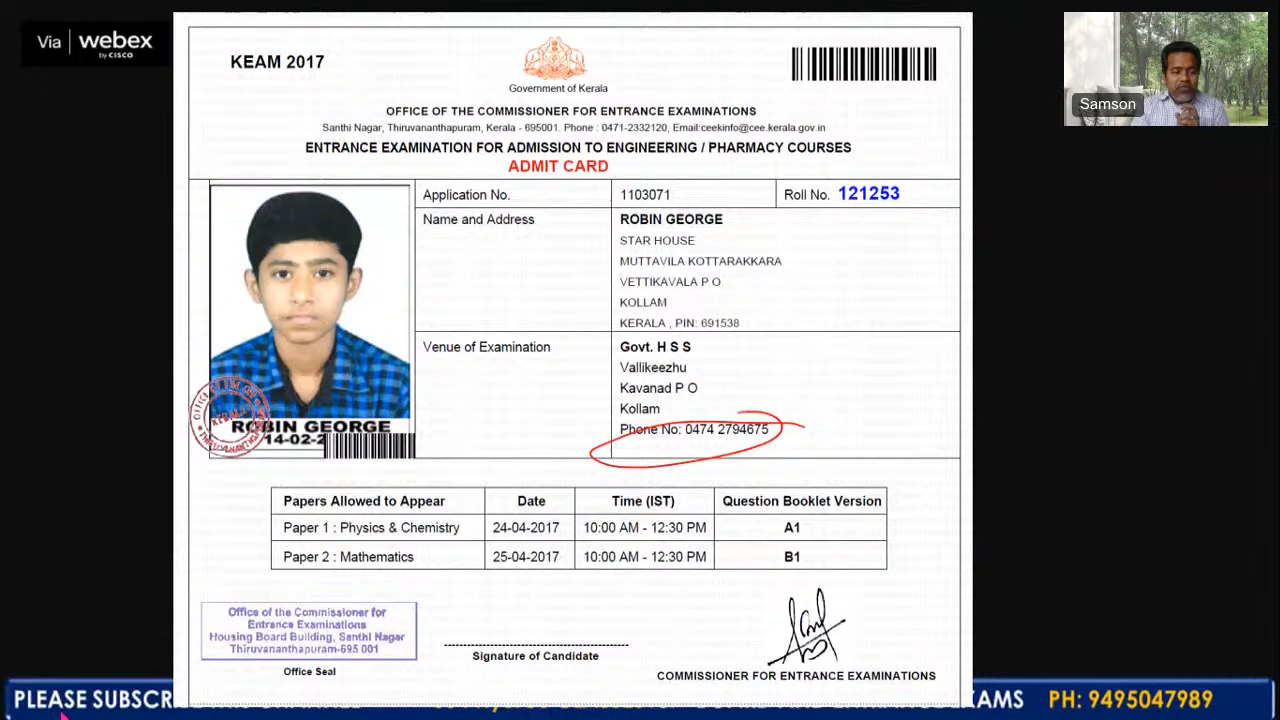 Via | webex
by CISCO
KEAM 2017
Government of Kerala
OFFICE OF THE COMMISSIONER FOR ENTRANCE EXAMINATIONS
Santhi Nagar, Thiruvananthapuram, Kerala - 695001. Phone : 0471-2332120, Email:ceekinfo@cee.kerala.gov.in
ENTRANCE EXAMINATION FOR ADMISSION TO ENGINEERING / PHARMACY COURSES
ADMIT CARD
Samson
Application No. 1103071 Roll No. 121253
Name and Address ROBIN GEORGE
STAR HOUSE
MUTTAVILA KOTTARAKKARA
VETTIKAVALA P O
KOLLAM
KERALA , PIN: 691538
Venue of Examination Govt. H S S
Vallikeezhu
Kavanad P O
Kollam
Phone No: 0474 2794675
ROBIN GEORGE
14-02-2
KERALA
Papers Allowed to Appear Date Time (IST) Question Booklet Version
Paper 1 : Physics & Chemistry 24-04-2017 10:00 AM - 12:30 PM A1
Paper 2 : Mathematics 25-04-2017 10:00 AM - 12:30 PM B1
Office of the Commissioner for
Entrance Examinations
Housing Board Building, Santhi Nagar
Thiruvananthapuram-695 001
Office Seal
Signature of Candidate
COMMISSIONER FOR ENTRANCE EXAMINATIONS
PLEASE SUBSCR
AMS PH: 9495047989